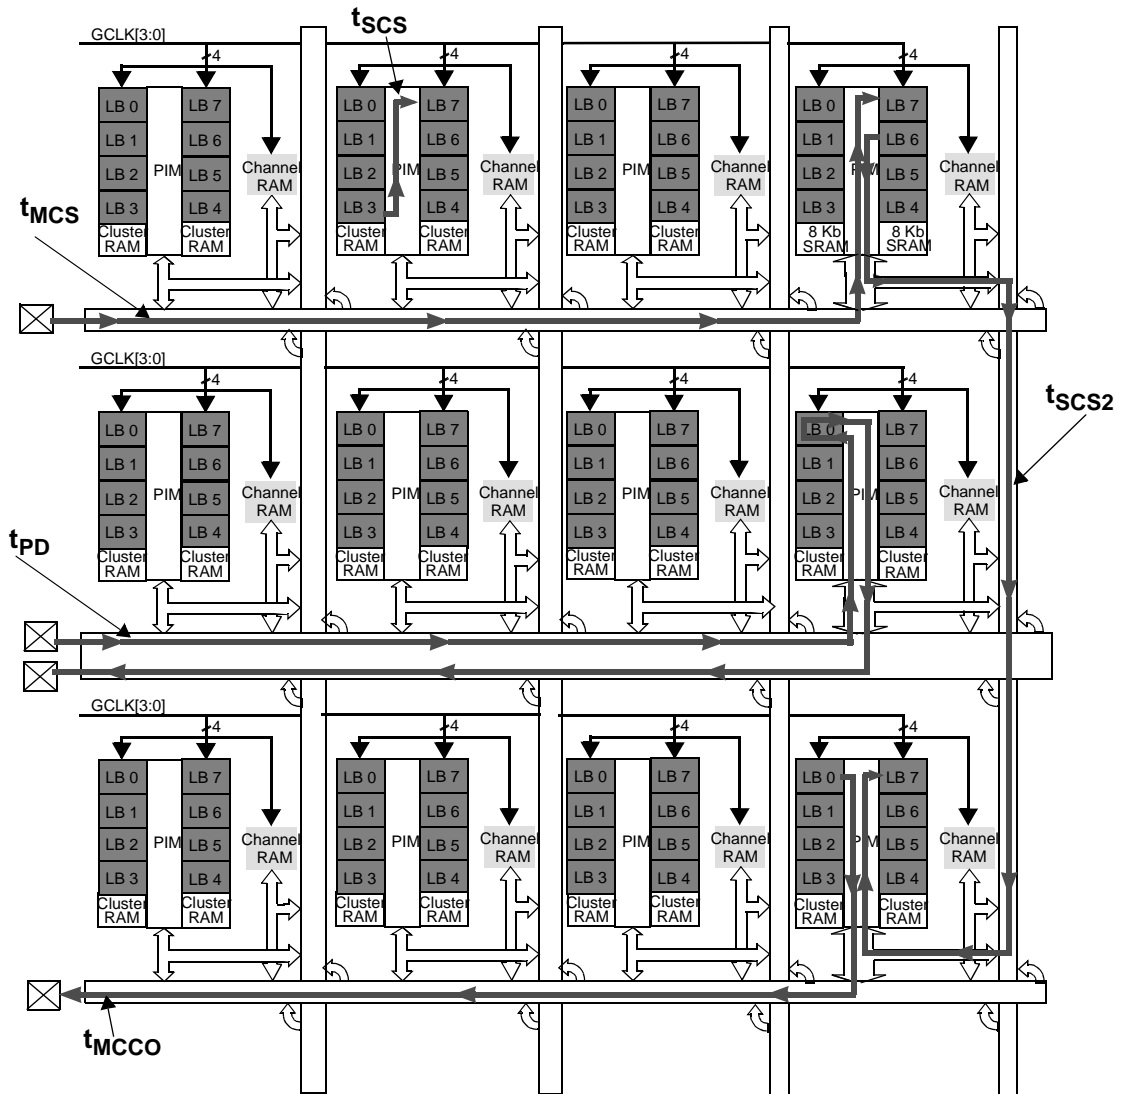 tSCS
GCLK[3:0]
4 4 4 4
LB 0 LB 7 LB 0 LB 7 LB 0 LB 7 LB 0 LB 7
LB 1 LB 6 LB 1 LB 6 LB 1 LB 6 LB 1 LB 6
PIM PIM PIM PIM
Channel RAM Channel RAM Channel RAM Channel RAM
LB 2 LB 5 LB 2 LB 5 LB 2 LB 5 LB 2 LB 5
LB 3 LB 4 LB 3 LB 4 LB 3 LB 4 LB 3 LB 4
tMCS
Cluster RAM Cluster RAM Cluster RAM Cluster RAM Cluster RAM Cluster RAM 8 Kb SRAM 8 Kb SRAM
GCLK[3:0]
4 4 4 4
tSCS2
LB 0 LB 7 LB 0 LB 7 LB 0 LB 7 LB 0 LB 7
LB 1 LB 6 LB 1 LB 6 LB 1 LB 6 LB 1 LB 6
PIM PIM PIM PIM
Channel RAM Channel RAM Channel RAM Channel RAM
LB 2 LB 5 LB 2 LB 5 LB 2 LB 5 LB 2 LB 5
LB 3 LB 4 LB 3 LB 4 LB 3 LB 4 LB 3 LB 4
tPD
Cluster RAM Cluster RAM Cluster RAM Cluster RAM Cluster RAM Cluster RAM Cluster RAM Cluster RAM
GCLK[3:0]
4 4 4 4
LB 0 LB 7 LB 0 LB 7 LB 0 LB 7 LB 0 LB 7
LB 1 LB 6 LB 1 LB 6 LB 1 LB 6 LB 1 LB 6
PIM PIM PIM PIM
Channel RAM Channel RAM Channel RAM Channel RAM
LB 2 LB 5 LB 2 LB 5 LB 2 LB 5 LB 2 LB 5
LB 3 LB 4 LB 3 LB 4 LB 3 LB 4 LB 3 LB 4
Cluster RAM Cluster RAM Cluster RAM Cluster RAM Cluster RAM Cluster RAM Cluster RAM Cluster RAM
tMCCO